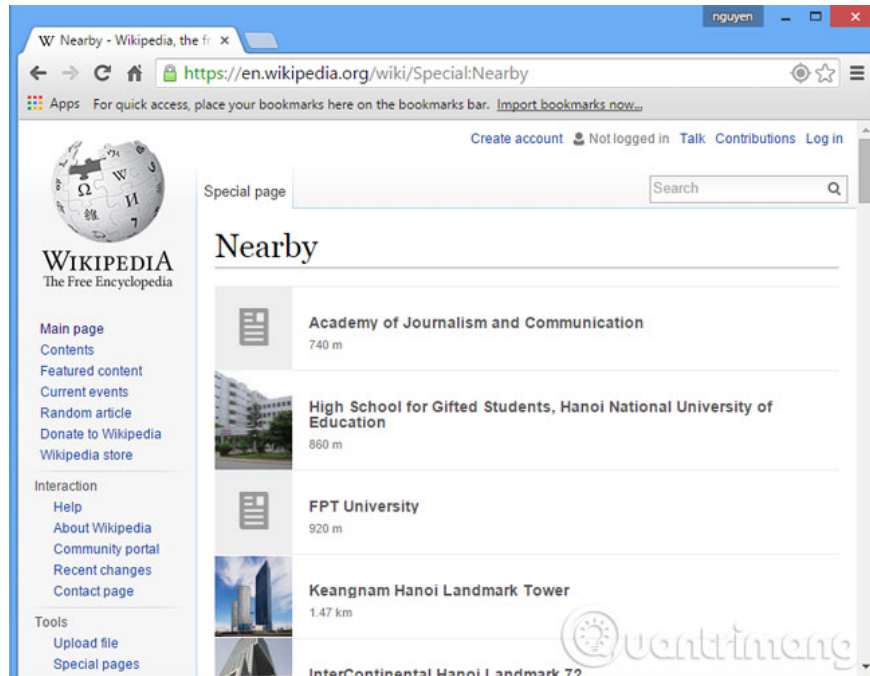 nguyen
W Nearby - Wikipedia, the fr
https://en.wikipedia.org/wiki/Special:Nearby
Apps For quick access, place your bookmarks here on the bookmarks bar. Import bookmarks now...
Create account Not logged in Talk Contributions Log in
Special page
Search
WIKIPEDIA
The Free Encyclopedia
Nearby
Main page
Contents
Featured content
Current events
Random article
Donate to Wikipedia
Wikipedia store
Interaction
Help
About Wikipedia
Community portal
Recent changes
Contact page
Tools
Upload file
Special pages
Academy of Journalism and Communication
740 m
High School for Gifted Students, Hanoi National University of
Education
860 m
FPT University
920 m
Keangnam Hanoi Landmark Tower
1.47 km
InterContinental Hanoi Landmark 72
Quantrimang